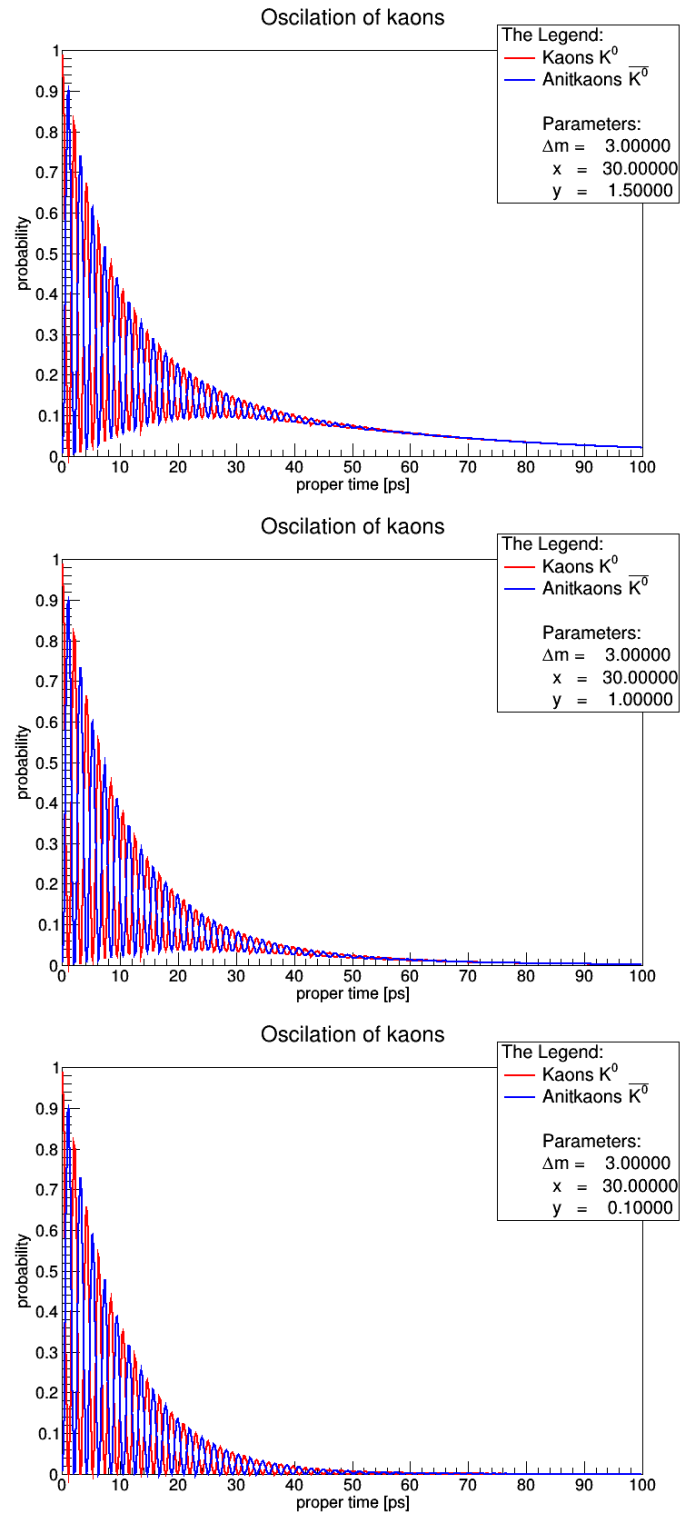 Oscilation of kaons
The Legend:
Kaons K⁰
Anitkaons K̅⁰
Parameters:
Δm = 3.00000
x = 30.00000
y = 1.50000
probability
1
0.9
0.8
0.7
0.6
0.5
0.4
0.3
0.2
0.1
0
0 10 20 30 40 50 60 70 80 90 100
proper time [ps]
Oscilation of kaons
The Legend:
Kaons K⁰
Anitkaons K̅⁰
Parameters:
Δm = 3.00000
x = 30.00000
y = 1.00000
probability
1
0.9
0.8
0.7
0.6
0.5
0.4
0.3
0.2
0.1
0
0 10 20 30 40 50 60 70 80 90 100
proper time [ps]
Oscilation of kaons
The Legend:
Kaons K⁰
Anitkaons K̅⁰
Parameters:
Δm = 3.00000
x = 30.00000
y = 0.10000
probability
1
0.9
0.8
0.7
0.6
0.5
0.4
0.3
0.2
0.1
0
0 10 20 30 40 50 60 70 80 90 100
proper time [ps]